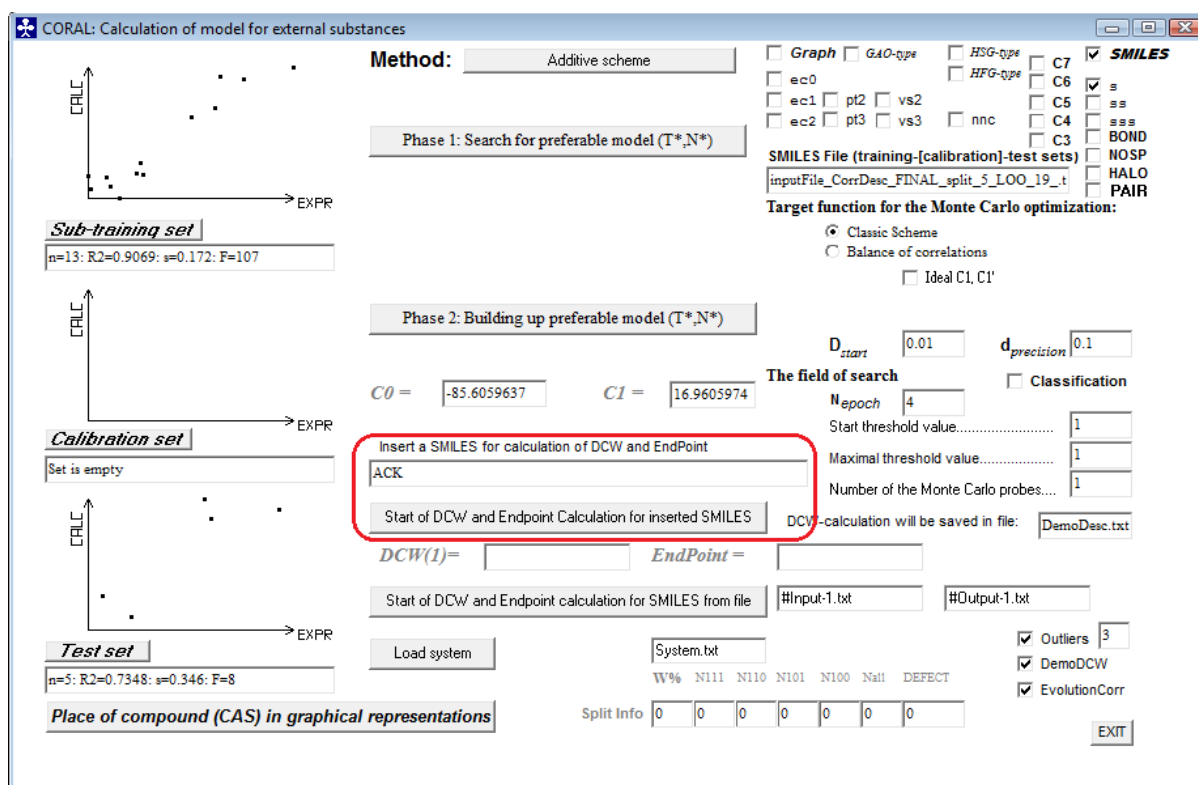 CORAL: Calculation of model for external substances
CALC
EXPR
Sub-training set
n=13: R2=0.9069: s=0.172: F=107
CALC
EXPR
Calibration set
Set is empty
CALC
EXPR
Test set
n=5: R2=0.7348: s=0.346: F=8
Place of compound (CAS) in graphical representations
Method: Additive scheme
Phase 1: Search for preferable model (T*,N*)
Phase 2: Building up preferable model (T*,N*)
C0 = -85.6059637 C1 = 16.9605974
Insert a SMILES for calculation of DCW and EndPoint
ACK
Start of DCW and Endpoint Calculation for inserted SMILES
DCW(1)= EndPoint =
Start of DCW and Endpoint calculation for SMILES from file #Input-1.txt #Output-1.txt
Load system System.txt
W% N111 N110 N101 N100 Nall DEFECT
Split Info 0 0 0 0 0 0 0
Graph GAO-type HSG-type SMILES
HFG-type C7
ec0 C6 s
ec1 pt2 vs2 C5 ss
ec2 pt3 vs3 nnc C4 sss
C3 BOND
SMILES File (training-[calibration]-test sets) NOSP
inputFile_CorrDesc_FINAL_split_5_LOO_19_.t HALO
PAIR
Target function for the Monte Carlo optimization:
Classic Scheme
Balance of correlations
Ideal C1, C1'
Dstart 0.01 dprecision 0.1
The field of search Classification
Nepoch 4
Start threshold value......................... 1
Maximal threshold value................... 1
Number of the Monte Carlo probes.... 1
DCW-calculation will be saved in file: DemoDesc.txt
Outliers 3
DemoDCW
EvolutionCorr
EXIT